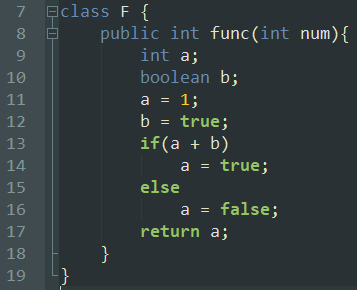 7 class F {
8     public int func(int num){
9         int a;
10         boolean b;
11         a = 1;
12         b = true;
13         if(a + b)
14             a = true;
15         else
16             a = false;
17         return a;
18     }
19 }